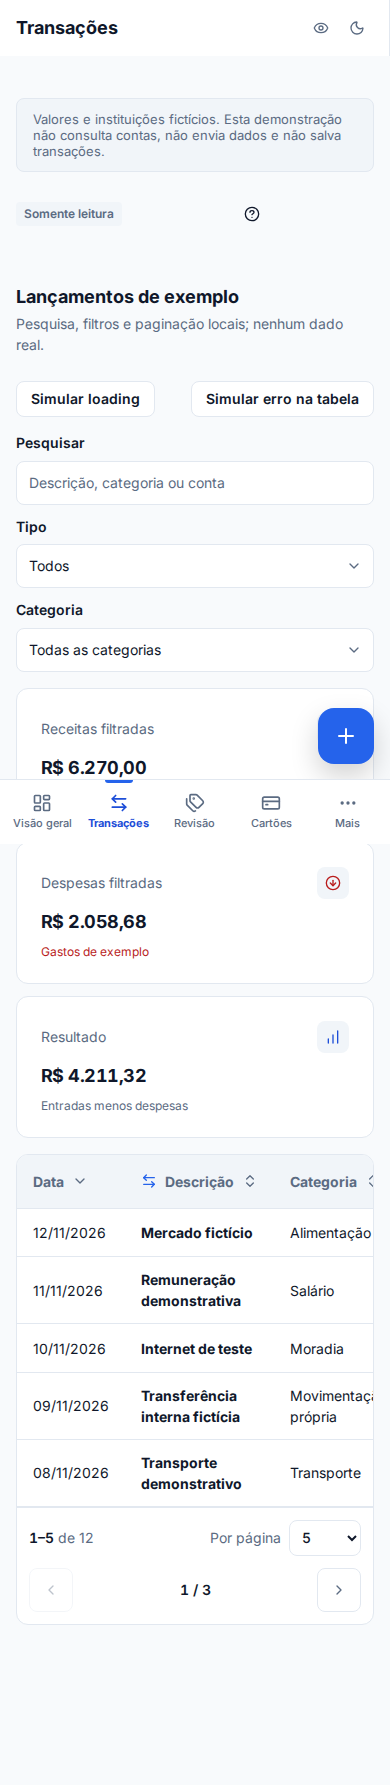 Transações
Valores e instituições fictícios. Esta demonstração
não consulta contas, não envia dados e não salva
transações.
Somente leitura
Lançamentos de exemplo
Pesquisa, filtros e paginação locais; nenhum dado
real.
Simular loading
Simular erro na tabela
Pesquisar
Descrição, categoria ou conta
Tipo
Todos
Categoria
Todas as categorias
Receitas filtradas
R$ 6.270,00
Visão geral
Transações
Revisão
Cartões
Mais
Despesas filtradas
R$ 2.058,68
Gastos de exemplo
Resultado
R$ 4.211,32
Entradas menos despesas
Data Descrição Categoria
12/11/2026 Mercado fictício Alimentação
11/11/2026 Remuneração
demonstrativa Salário
10/11/2026 Internet de teste Moradia
09/11/2026 Transferência
interna fictícia Movimentaçã
própria
08/11/2026 Transporte
demonstrativo Transporte
1–5 de 12 Por página 5
1 / 3